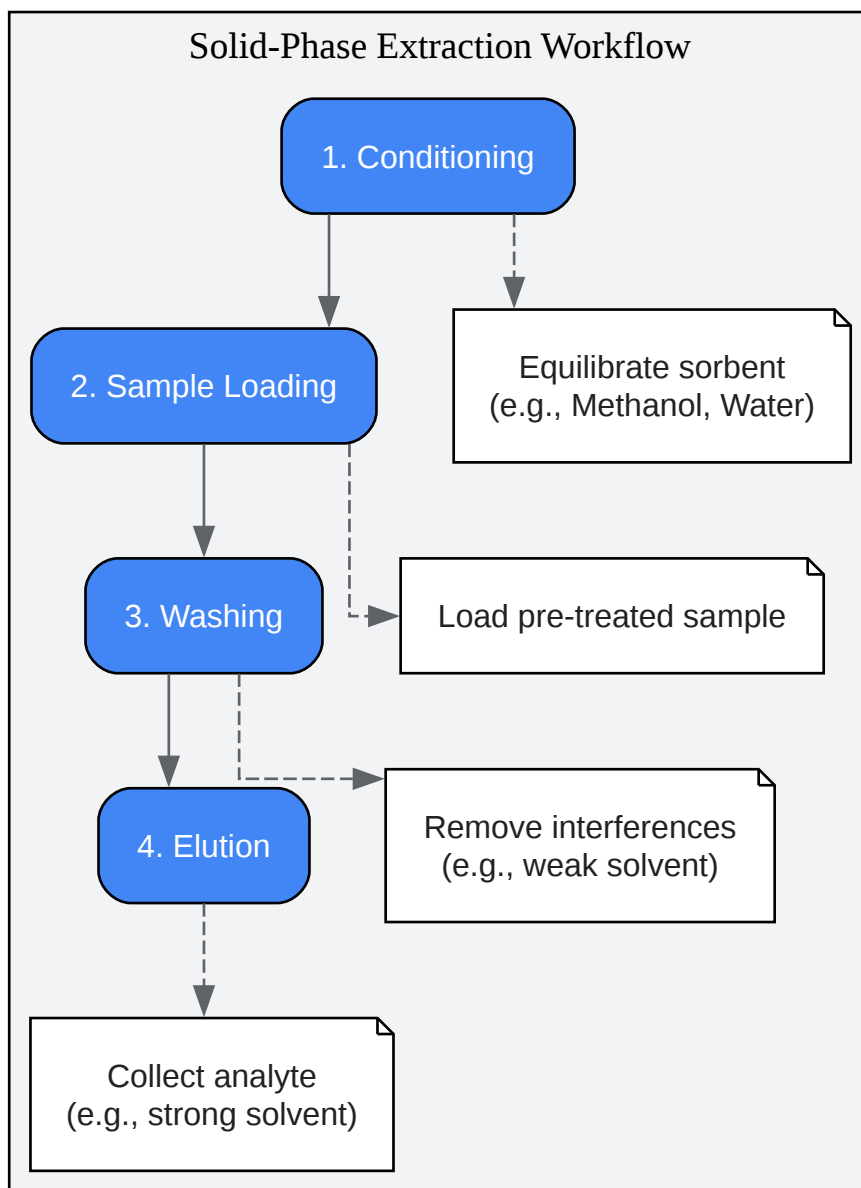 Solid-Phase Extraction Workflow
1. Conditioning
Equilibrate sorbent
(e.g., Methanol, Water)
2. Sample Loading
Load pre-treated sample
3. Washing
Remove interferences
(e.g., weak solvent)
4. Elution
Collect analyte
(e.g., strong solvent)